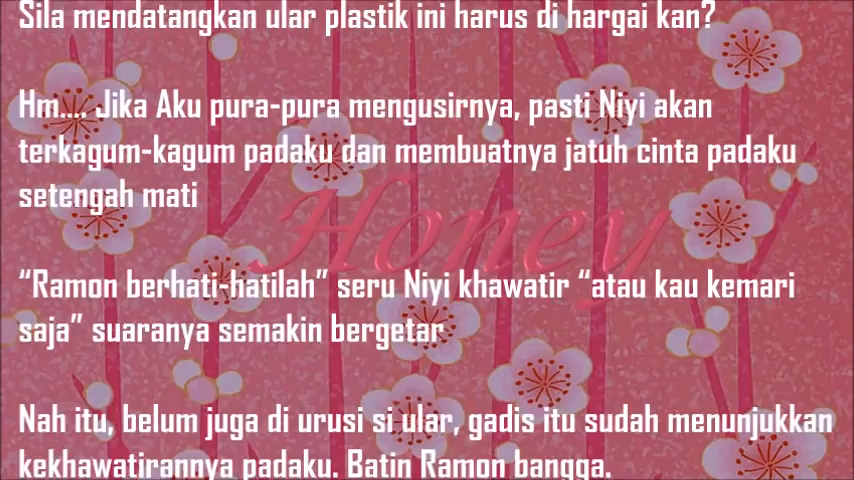 Sila mendatangkan ular plastik ini harus di hargai kan?
Hm.... Jika Aku pura-pura mengusirnya, pasti Niyi akan
terkagum-kagum padaku dan membuatnya jatuh cinta padaku
setengah mati
Honey
“Ramon berhati-hatilah” seru Niyi khawatir “atau kau kemari
saja” suaranya semakin bergetar
Nah itu, belum juga di urusi si ular, gadis itu sudah menunjukkan
kekhawatirannya padaku. Batin Ramon bangga.